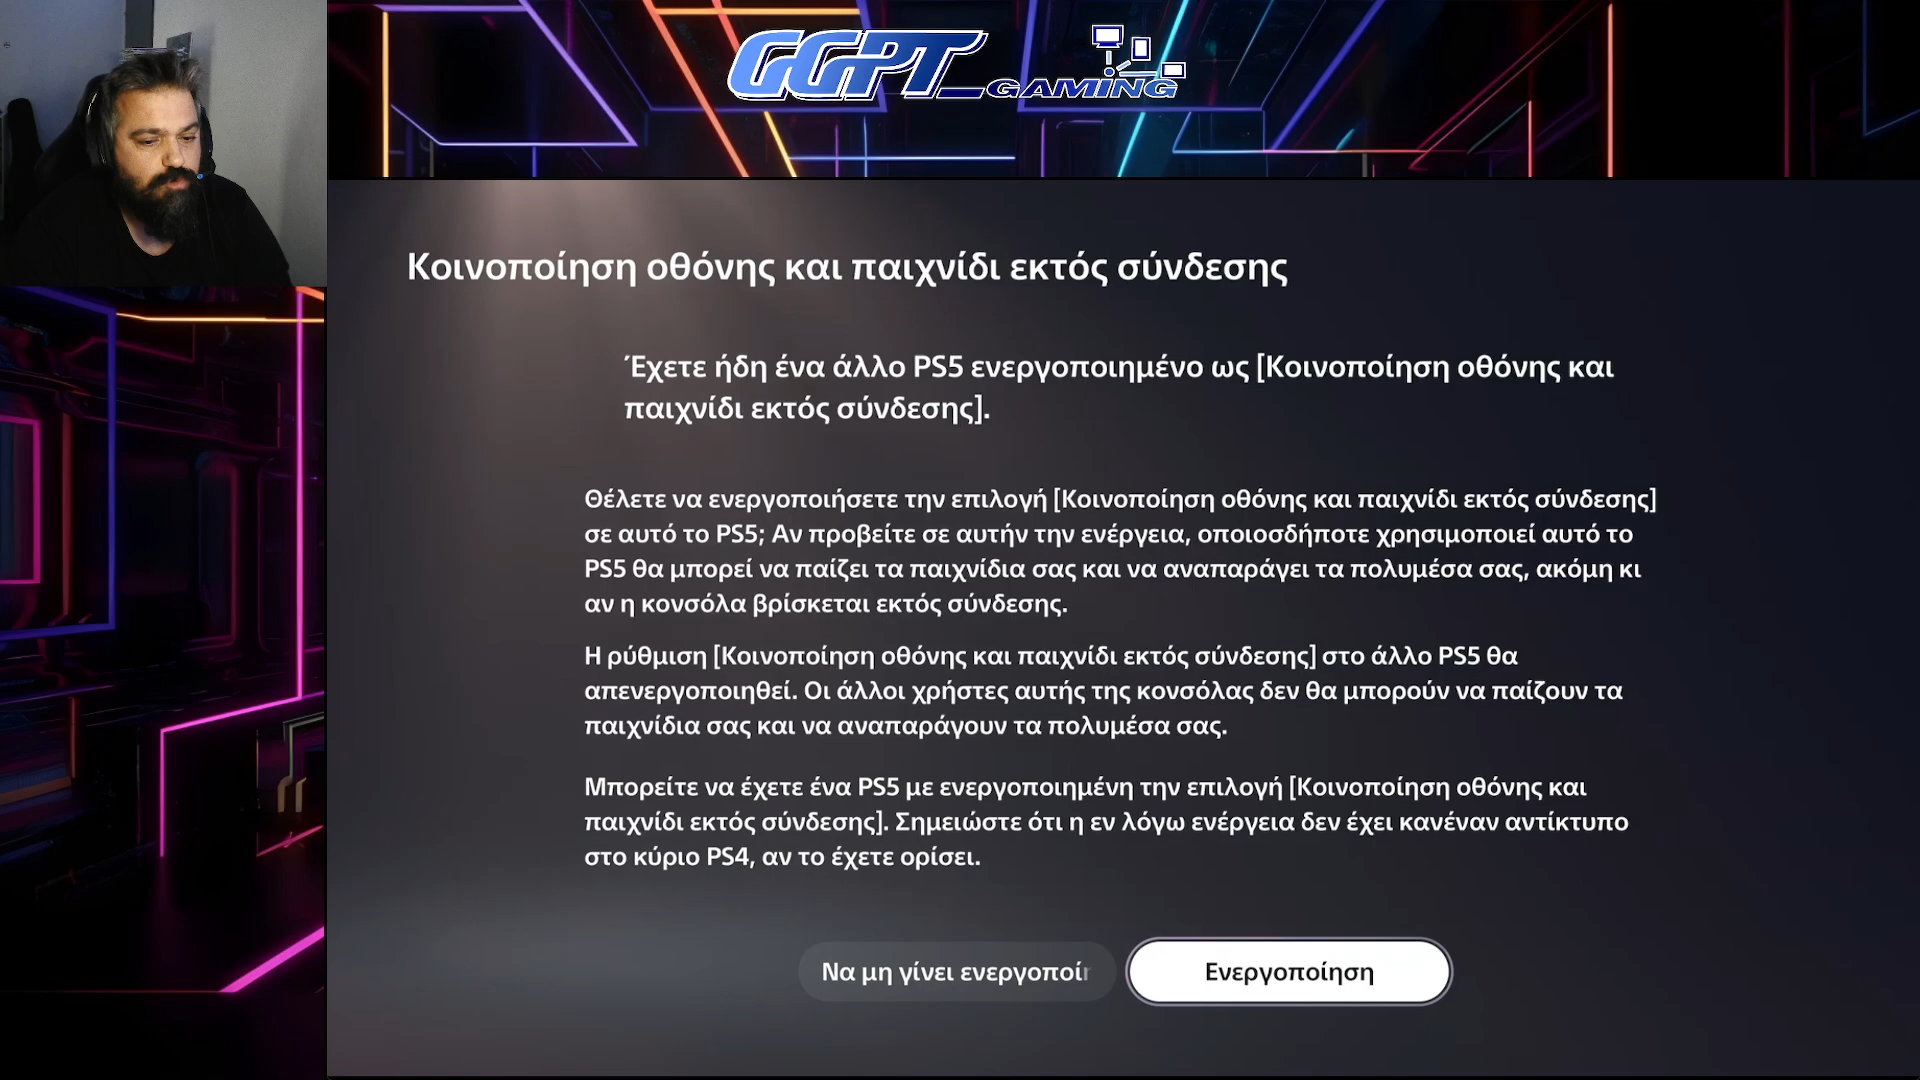 GGPT_GAMING
Κοινοποίηση οθόνης και παιχνίδι εκτός σύνδεσης
Έχετε ήδη ένα άλλο PS5 ενεργοποιημένο ως [Κοινοποίηση οθόνης και
παιχνίδι εκτός σύνδεσης].
Θέλετε να ενεργοποιήσετε την επιλογή [Κοινοποίηση οθόνης και παιχνίδι εκτός σύνδεσης]
σε αυτό το PS5; Αν προβείτε σε αυτήν την ενέργεια, οποιοσδήποτε χρησιμοποιεί αυτό το
PS5 θα μπορεί να παίζει τα παιχνίδια σας και να αναπαράγει τα πολυμέσα σας, ακόμη κι
αν η κονσόλα βρίσκεται εκτός σύνδεσης.
Η ρύθμιση [Κοινοποίηση οθόνης και παιχνίδι εκτός σύνδεσης] στο άλλο PS5 θα
απενεργοποιηθεί. Οι άλλοι χρήστες αυτής της κονσόλας δεν θα μπορούν να παίζουν τα
παιχνίδια σας και να αναπαράγουν τα πολυμέσα σας.
Μπορείτε να έχετε ένα PS5 με ενεργοποιημένη την επιλογή [Κοινοποίηση οθόνης και
παιχνίδι εκτός σύνδεσης]. Σημειώστε ότι η εν λόγω ενέργεια δεν έχει κανέναν αντίκτυπο
στο κύριο PS4, αν το έχετε ορίσει.
Να μη γίνει ενεργοποί
Ενεργοποίηση